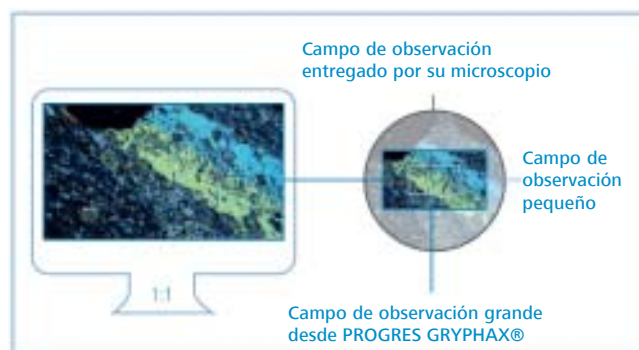 Campo de observación
entregado por su microscopio
Campo de
observación
pequeño
1:1
Campo de observación grande
desde PROGRES GRYPHAX®